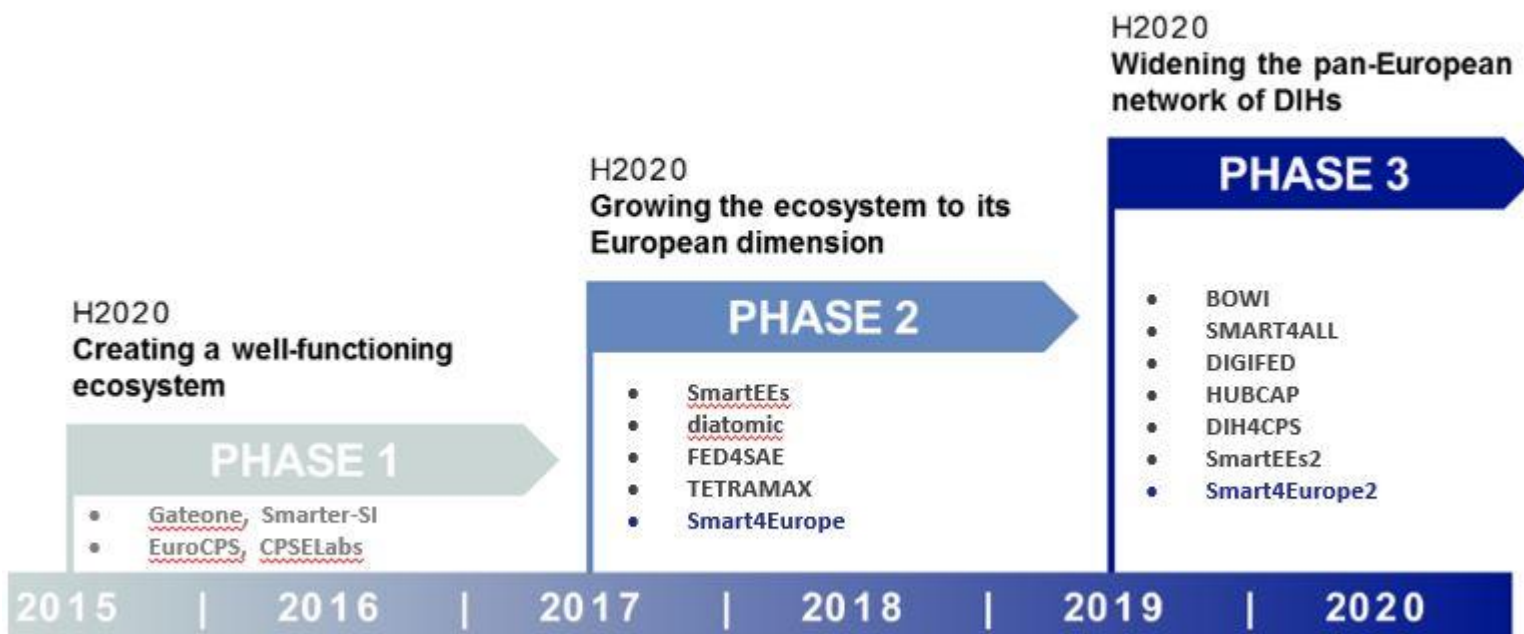 H2020
Creating a well-functioning
ecosystem
PHASE 1
• Gateone, Smarter-SI
• EuroCPS, CPSELabs
H2020
Growing the ecosystem to its
European dimension
PHASE 2
• SmartEEs
• diatomic
• FED4SAE
• TETRAMAX
• Smart4Europe
H2020
Widening the pan-European
network of DIHs
PHASE 3
• BOWI
• SMART4ALL
• DIGIFED
• HUBCAP
• DIH4CPS
• SmartEEs2
• Smart4Europe2
2015 | 2016 | 2017 | 2018 | 2019 | 2020